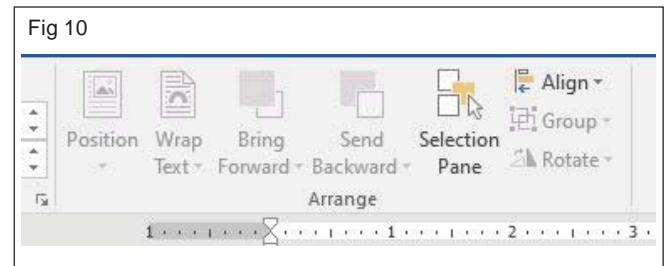 Fig 10
Position Wrap Text Bring Forward Send Backward Selection Pane
Align
Group
Rotate
Arrange
1 1 2 3